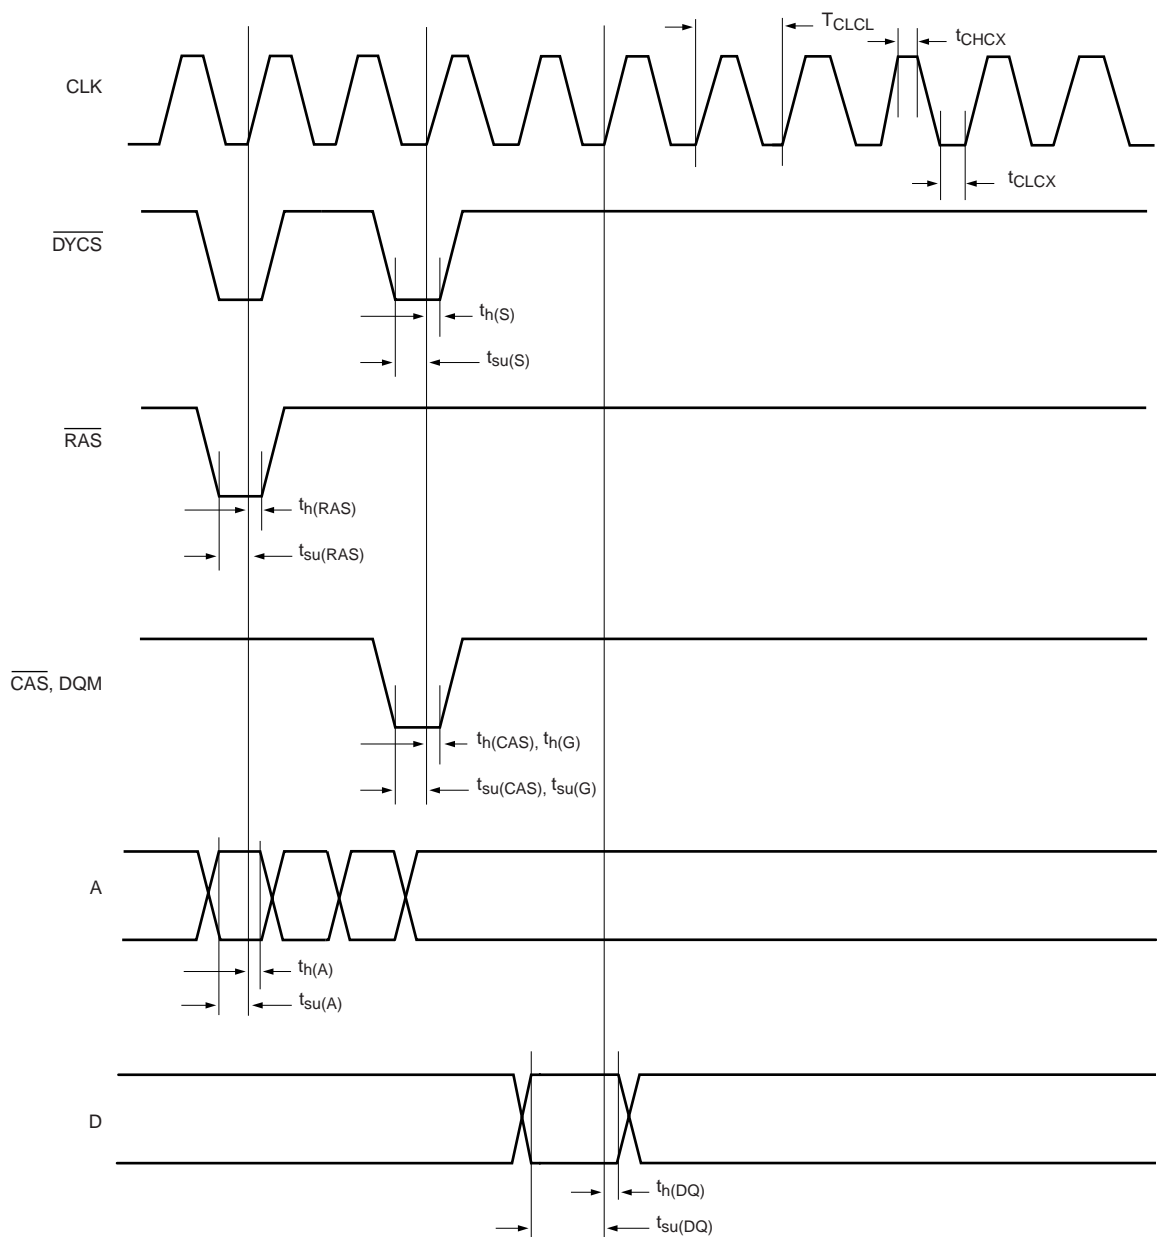 T_CLCL
t_CHCX
CLK
t_CLCX
DYCS
t_h(S)
t_su(S)
RAS
t_h(RAS)
t_su(RAS)
CAS, DQM
t_h(CAS), t_h(G)
t_su(CAS), t_su(G)
A
t_h(A)
t_su(A)
D
t_h(DQ)
t_su(DQ)